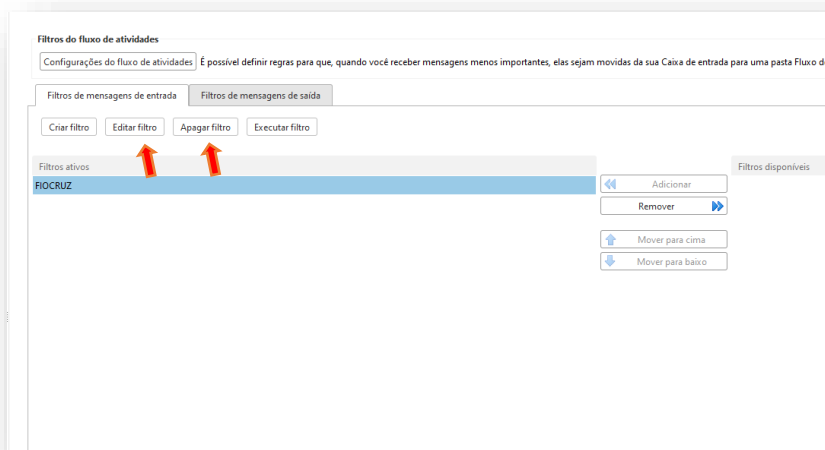 Filtros do fluxo de atividades
Configurações do fluxo de atividades É possível definir regras para que, quando você receber mensagens menos importantes, elas sejam movidas da sua Caixa de entrada para uma pasta Fluxo d
Filtros de mensagens de entrada Filtros de mensagens de saída
Criar filtro Editar filtro Apagar filtro Executar filtro
Filtros ativos Filtros disponíveis
FIOCRUZ
Adicionar
Remover
Mover para cima
Mover para baixo